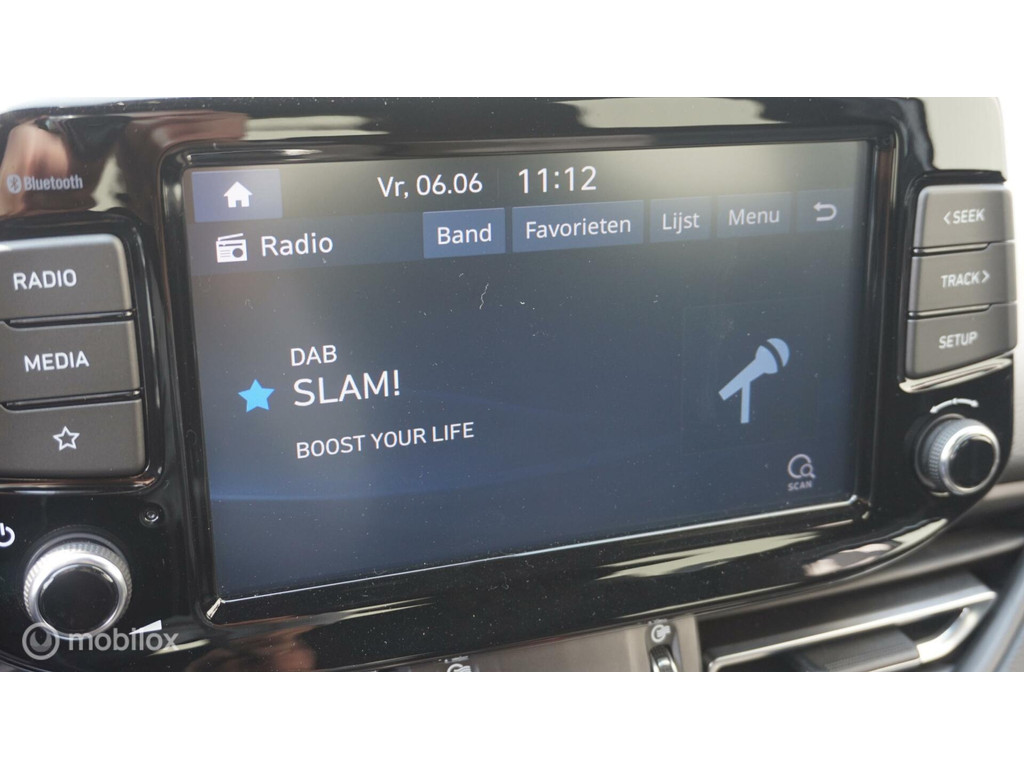 Bluetooth
Vr, 06.06 11:12
Radio Band Favorieten Lijst Menu
<SEEK
TRACK>
SETUP
RADIO
MEDIA
DAB
SLAM!
BOOST YOUR LIFE
SCAN
mobilox